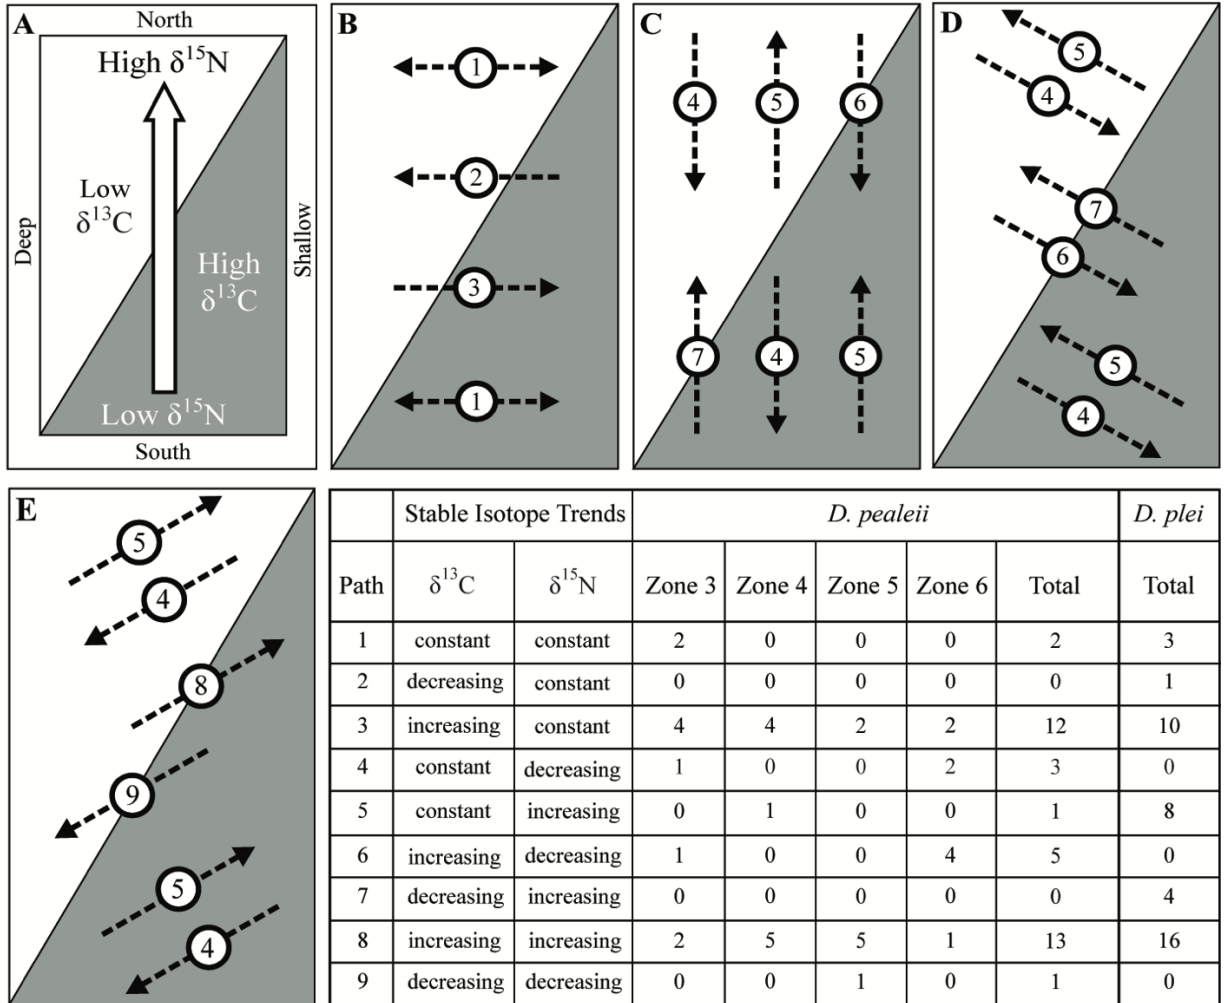 A
North
High δ¹⁵N
Low
δ¹³C
Deep
Shallow
High
δ¹³C
Low δ¹⁵N
South
B
1
2
3
1
C
4 5 6
7 4 5
D
5
4
7
6
5
4
E
5
4
8
9
5
4
Stable Isotope Trends D. pealeii D. plei
Path δ¹³C δ¹⁵N Zone 3 Zone 4 Zone 5 Zone 6 Total Total
1 constant constant 2 0 0 0 2 3
2 decreasing constant 0 0 0 0 0 1
3 increasing constant 4 4 2 2 12 10
4 constant decreasing 1 0 0 2 3 0
5 constant increasing 0 1 0 0 1 8
6 increasing decreasing 1 0 0 4 5 0
7 decreasing increasing 0 0 0 0 0 4
8 increasing increasing 2 5 5 1 13 16
9 decreasing decreasing 0 0 1 0 1 0